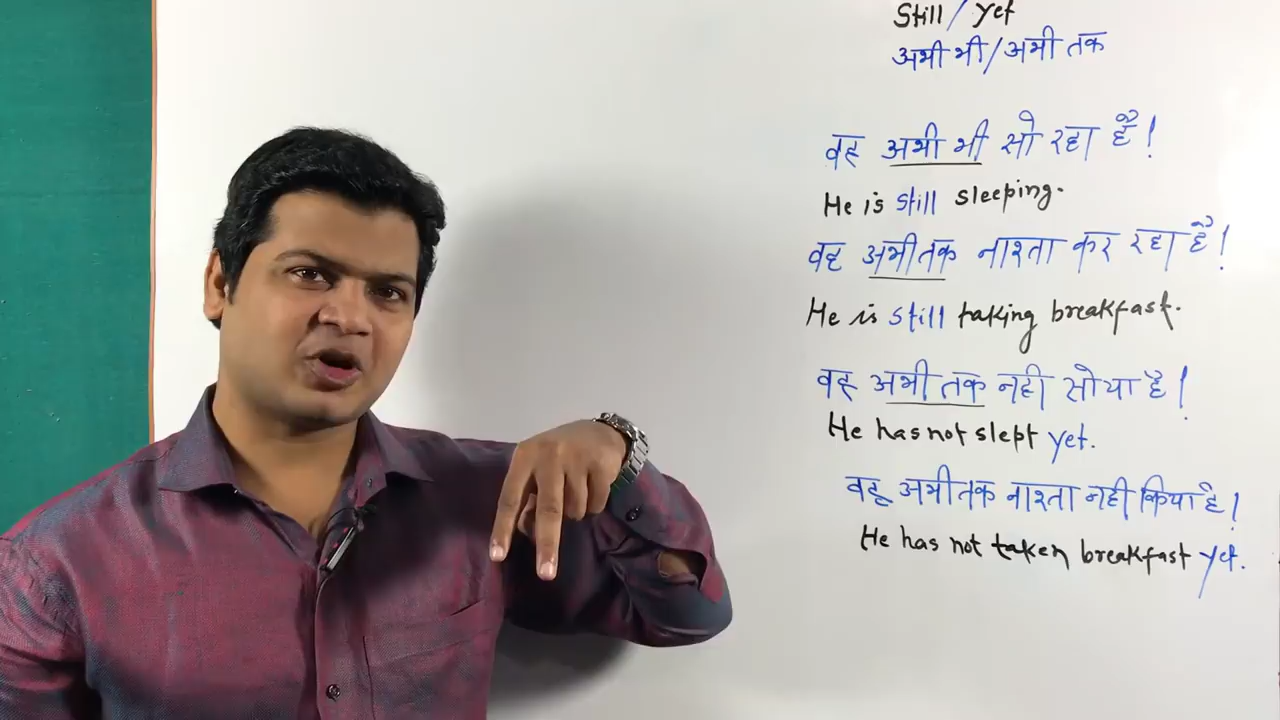 Still / yet
अभी भी / अभी तक
वह अभी भी सो रहा है !
He is still sleeping.
वह अभीतक नाश्ता कर रहा है !
He is still taking breakfast.
वह अभी तक नही सोया है !
He has not slept yet.
वह अभीतक नाश्ता नही किया है !
He has not taken breakfast yet.